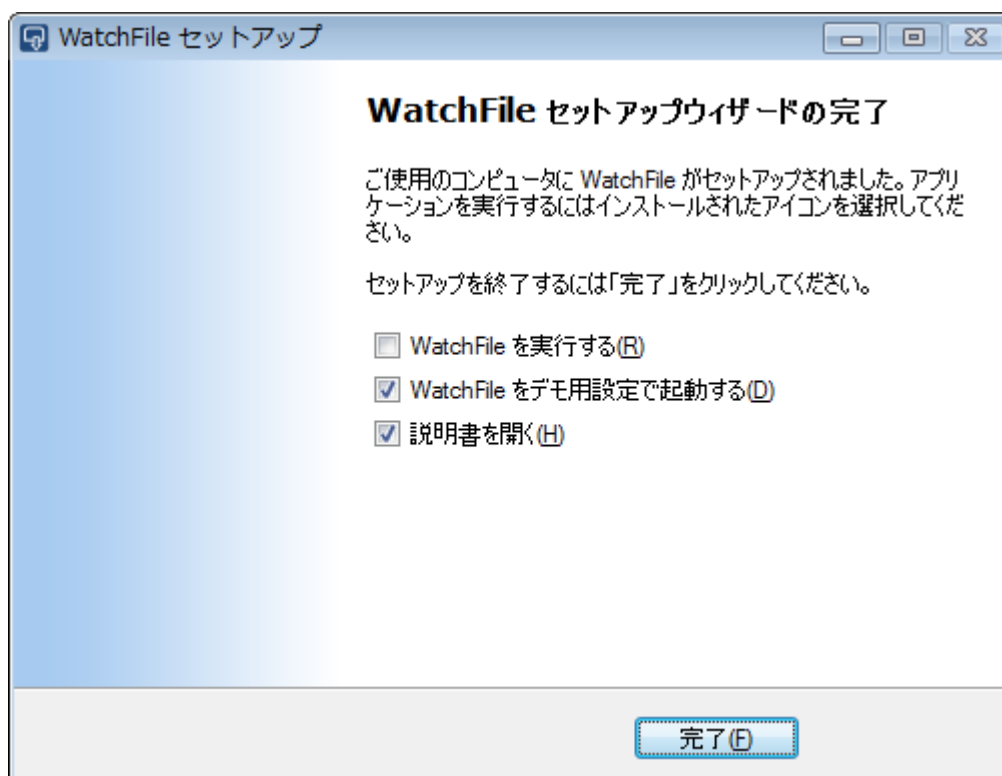 WatchFile セットアップ
WatchFile セットアップウィザードの完了
ご使用のコンピュータに WatchFile がセットアップされました。アプリ
ケーションを実行するにはインストールされたアイコンを選択してくだ
さい。
セットアップを終了するには「完了」をクリックしてください。
WatchFile を実行する(R)
WatchFile をデモ用設定で起動する(D)
説明書を開く(H)
完了(F)